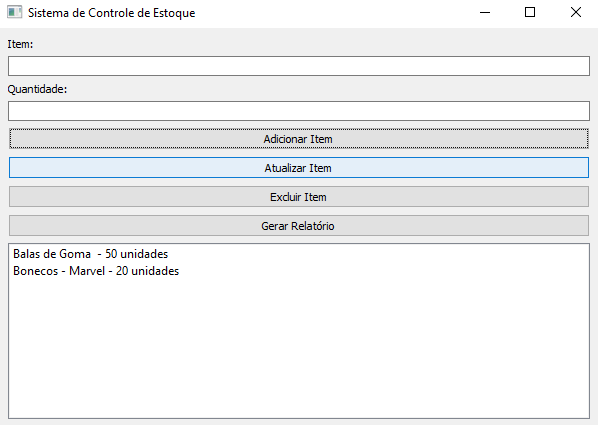 Sistema de Controle de Estoque
Item:
Quantidade:
Adicionar Item
Atualizar Item
Excluir Item
Gerar Relatório
Balas de Goma  - 50 unidades
Bonecos - Marvel - 20 unidades